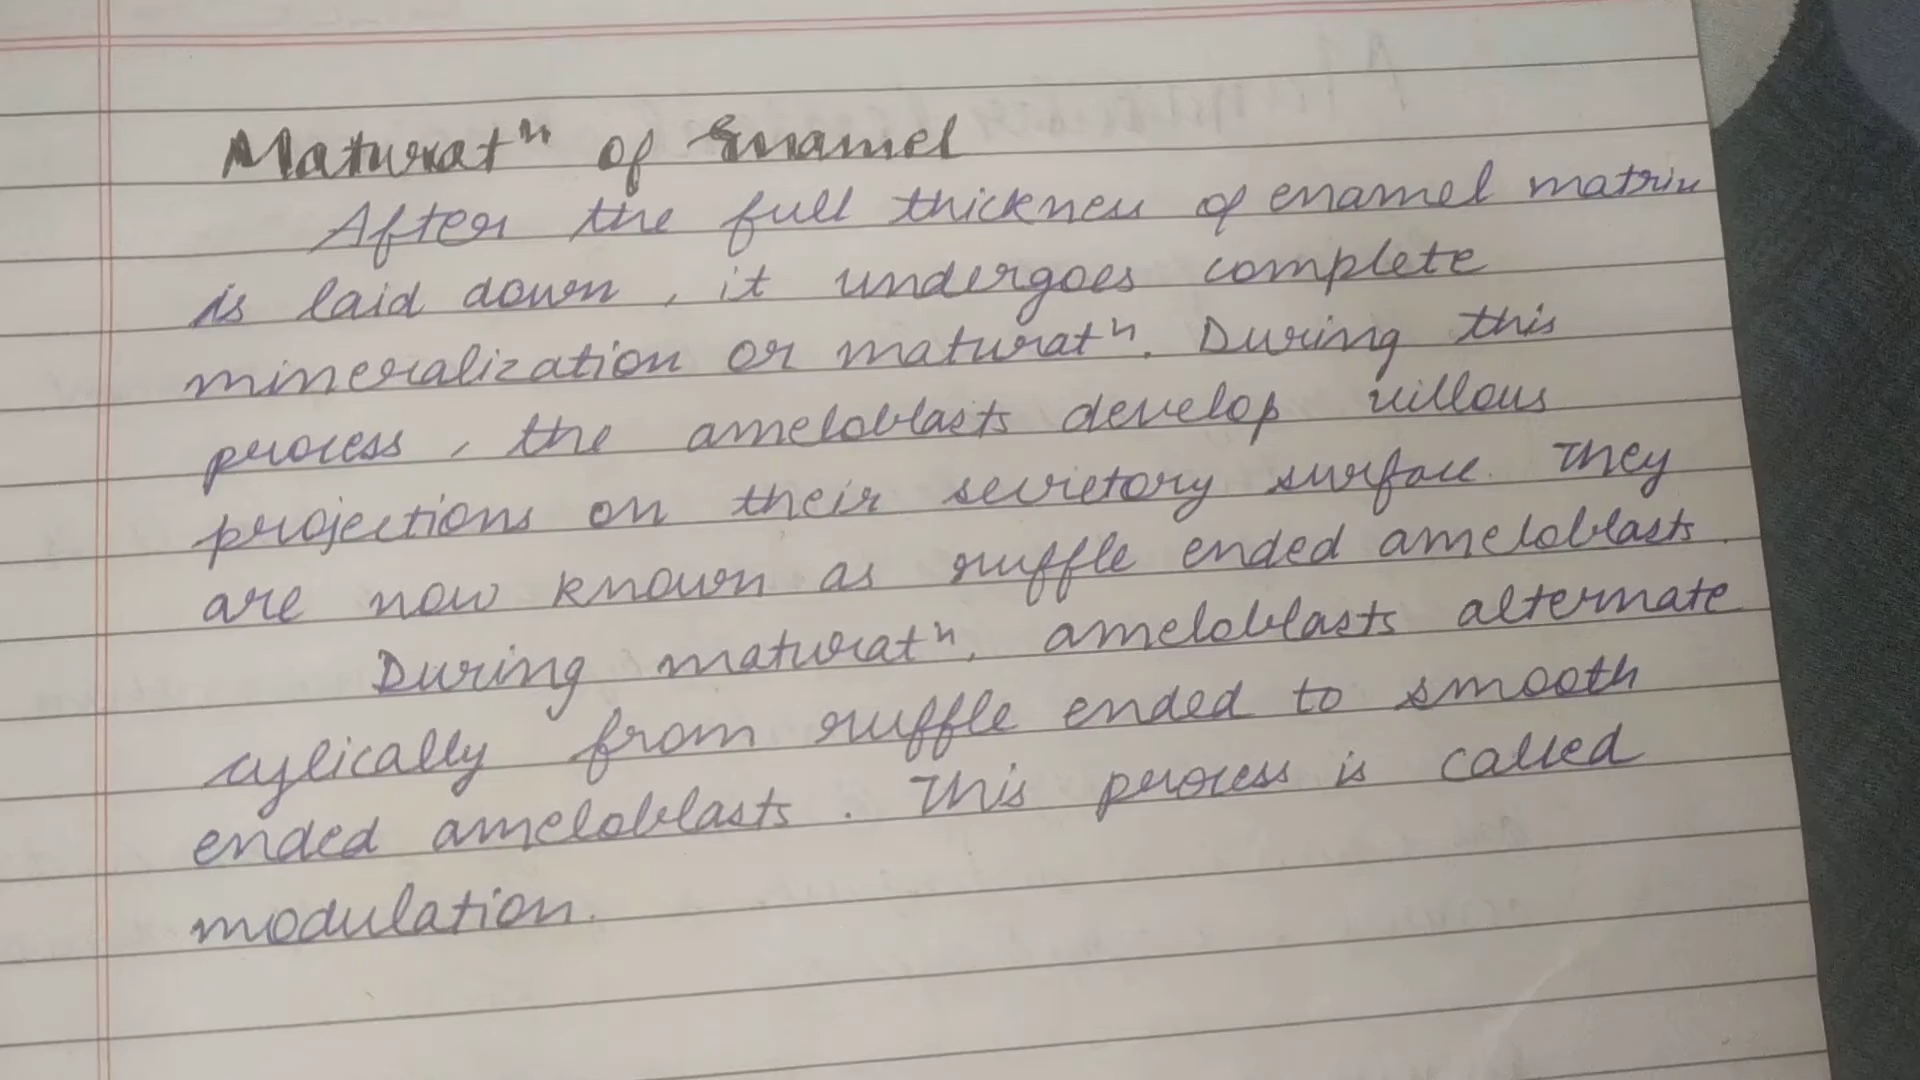 Maturatⁿ of Enamel
After the full thickness of enamel matrix
is laid down, it undergoes complete
mineralization or maturatⁿ. During this
process, the ameloblasts develop villous
projections on their secretory surface. They
are now known as ruffle ended ameloblasts.
During maturatⁿ, ameloblasts alternate
cylically from ruffle ended to smooth
ended ameloblasts. This process is called
modulation.